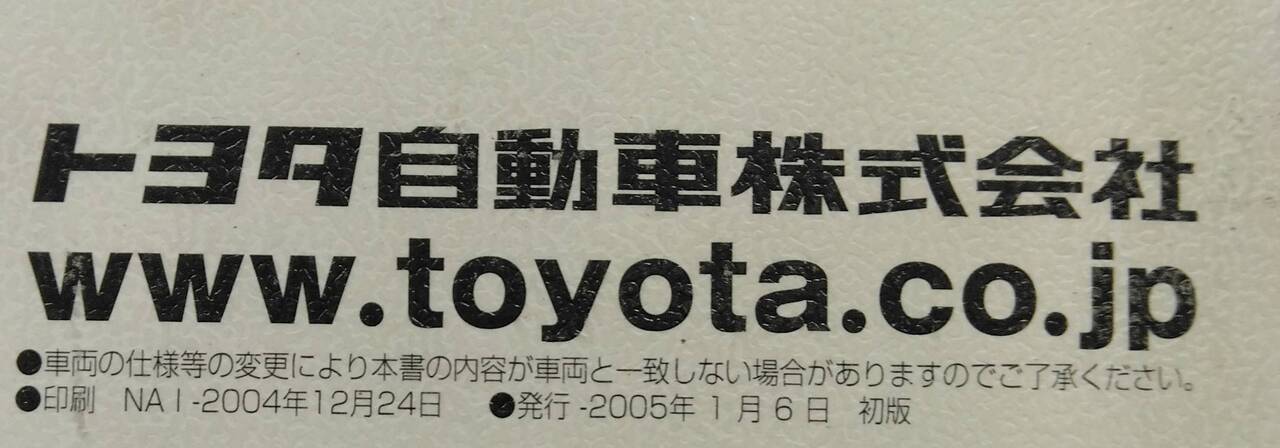 トヨタ自動車株式会社
www.toyota.co.jp
●車両の仕様等の変更により本書の内容が車両と一致しない場合がありますのでご了承ください。
●印刷 NAI-2004年12月24日 ●発行-2005年1月6日 初版